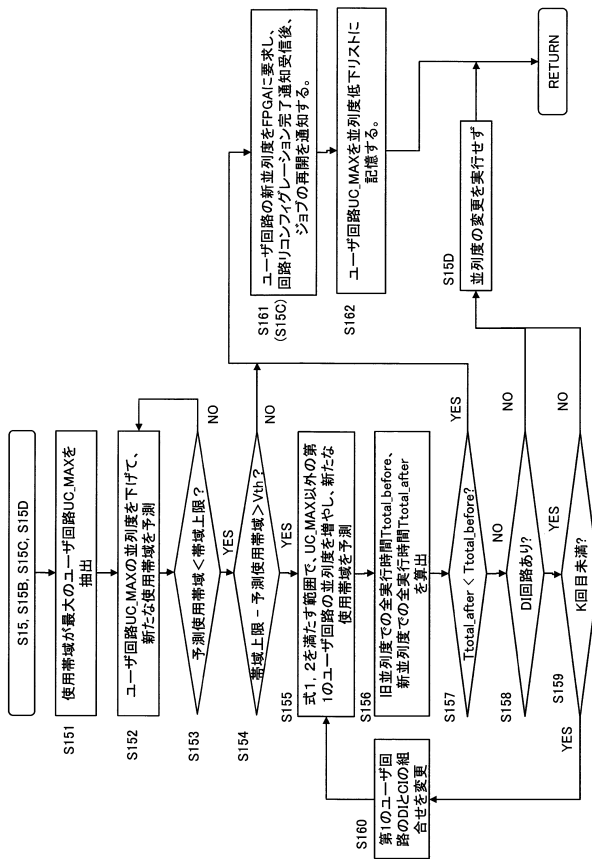 S15, S15B, S15C, S15D
S151
使用帯域が最大のユーザ回路UC_MAXを
抽出
S152
ユーザ回路UC_MAXの並列度を下げて、
新たな使用帯域を予測
S153
予測使用帯域<帯域上限?
NO
YES
S154
帯域上限-予測使用帯域>Vth?
NO
YES
S155
式1, 2を満たす範囲で、UC_MAX以外の第
1のユーザ回路の並列度を増やし、新たな
使用帯域を予測
S156
旧並列度での全実行時間Ttotal_before、
新並列度での全実行時間Ttotal_after
を算出
S157
Ttotal_after < Ttotal_before?
YES
NO
S158
DI回路あり?
NO
YES
S159
K回目未満?
NO
YES
S160
第1のユーザ回
路のDIとCIの組
合せを変更
S161
(S15C)
ユーザ回路の新並列度をFPGAに要求し、
回路リコンフィグレーション完了通知受信後、
ジョブの再開を通知する。
S162
ユーザ回路UC_MAXを並列度低下リストに
記憶する。
S15D
並列度の変更を実行せず
RETURN